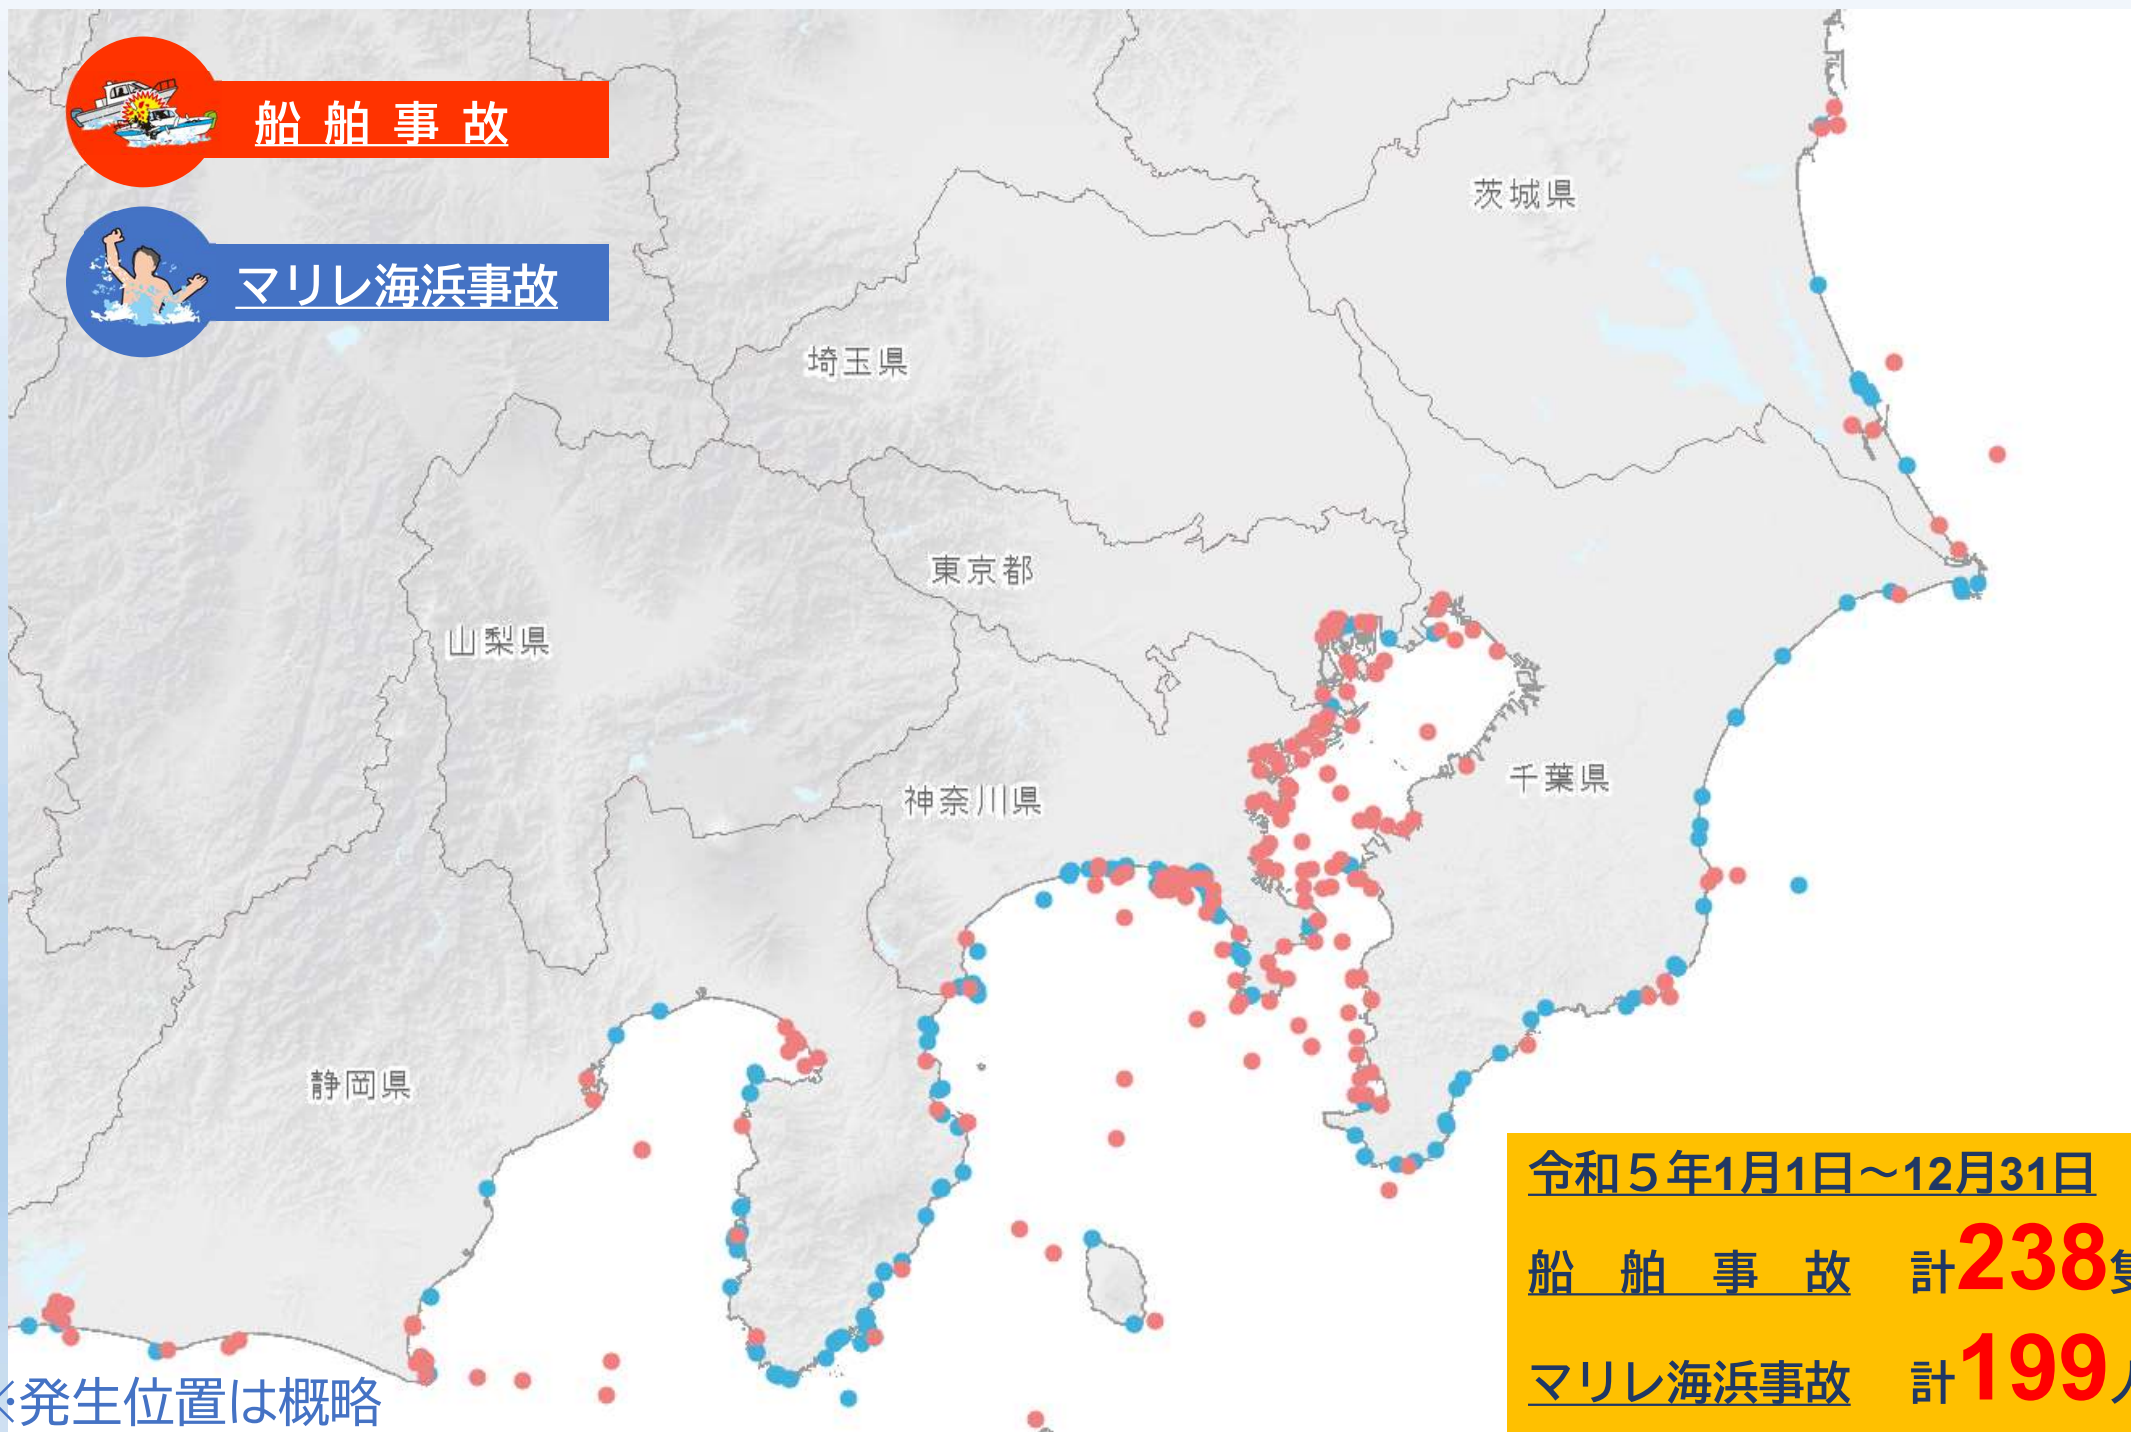 船舶事故
マリレ海浜事故
茨城県
埼玉県
東京都
山梨県
千葉県
神奈川県
静岡県
令和５年1月1日～12月31日
船舶事故 計238隻
マリレ海浜事故 計199人
※発生位置は概略